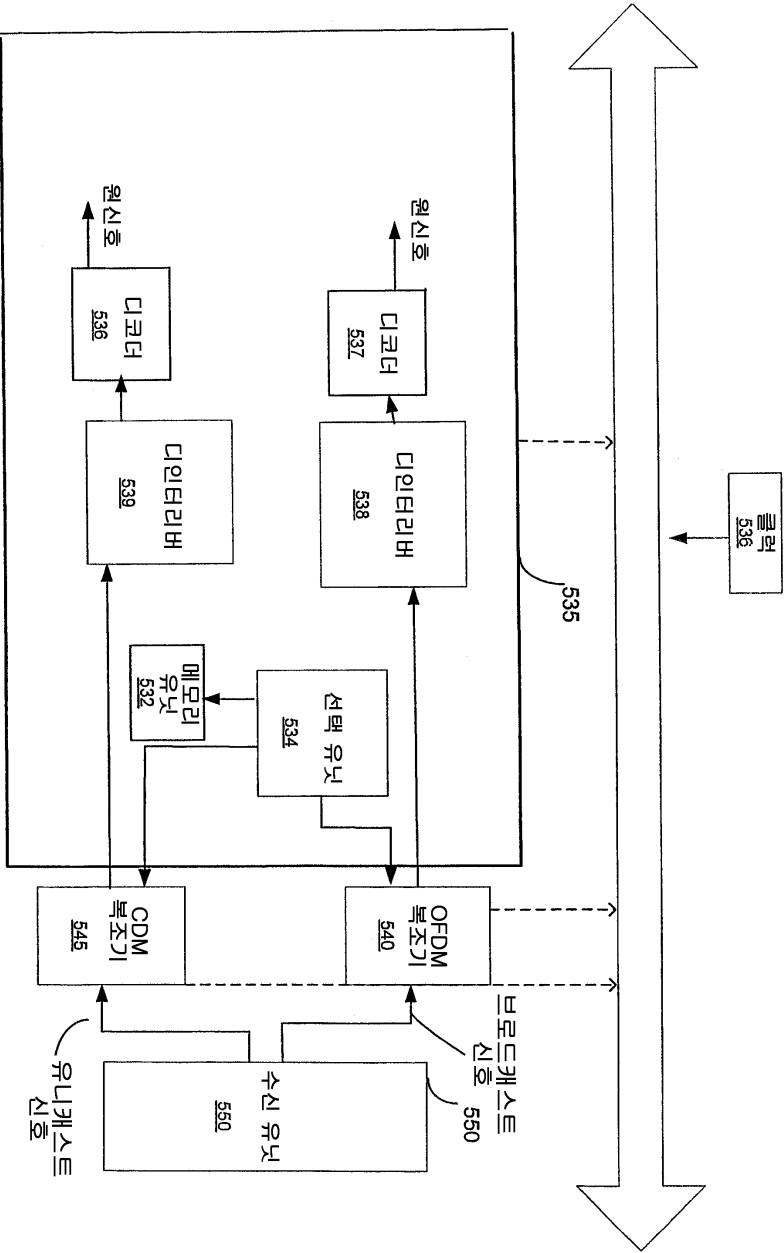 클럭
536
535
원신호
디코더
537
디인터리버
538
OFDM
복조기
540
브로드캐스트
신호
550
선택 유닛
534
메모리
유닛
532
수신 유닛
550
원신호
디코더
536
디인터리버
539
CDM
복조기
545
유니캐스트
신호